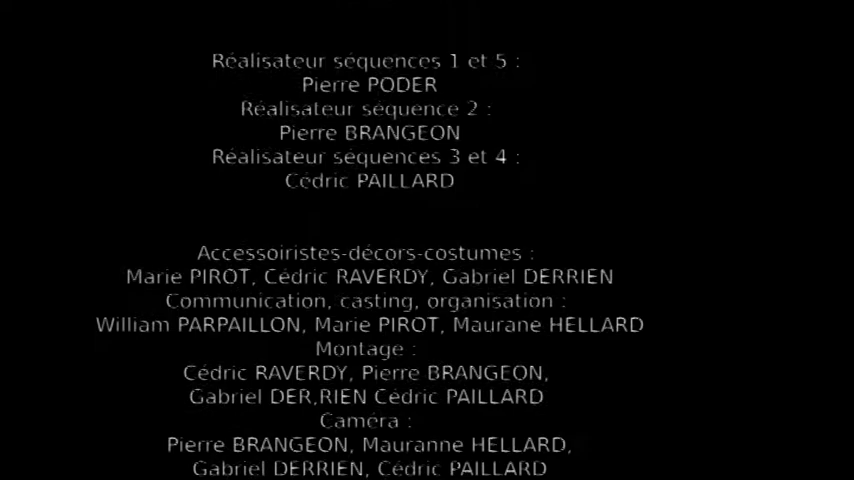 Réalisateur séquences 1 et 5 :
Pierre PODER
Réalisateur séquence 2 :
Pierre BRANGEON
Réalisateur séquences 3 et 4 :
Cédric PAILLARD
Accessoiristes-décors-costumes :
Marie PIROT, Cédric RAVERDY, Gabriel DERRIEN
Communication, casting, organisation :
William PARPAILLON, Marie PIROT, Maurane HELLARD
Montage :
Cédric RAVERDY, Pierre BRANGEON,
Gabriel DER,RIEN Cédric PAILLARD
Caméra :
Pierre BRANGEON, Mauranne HELLARD,
Gabriel DERRIEN, Cédric PAILLARD